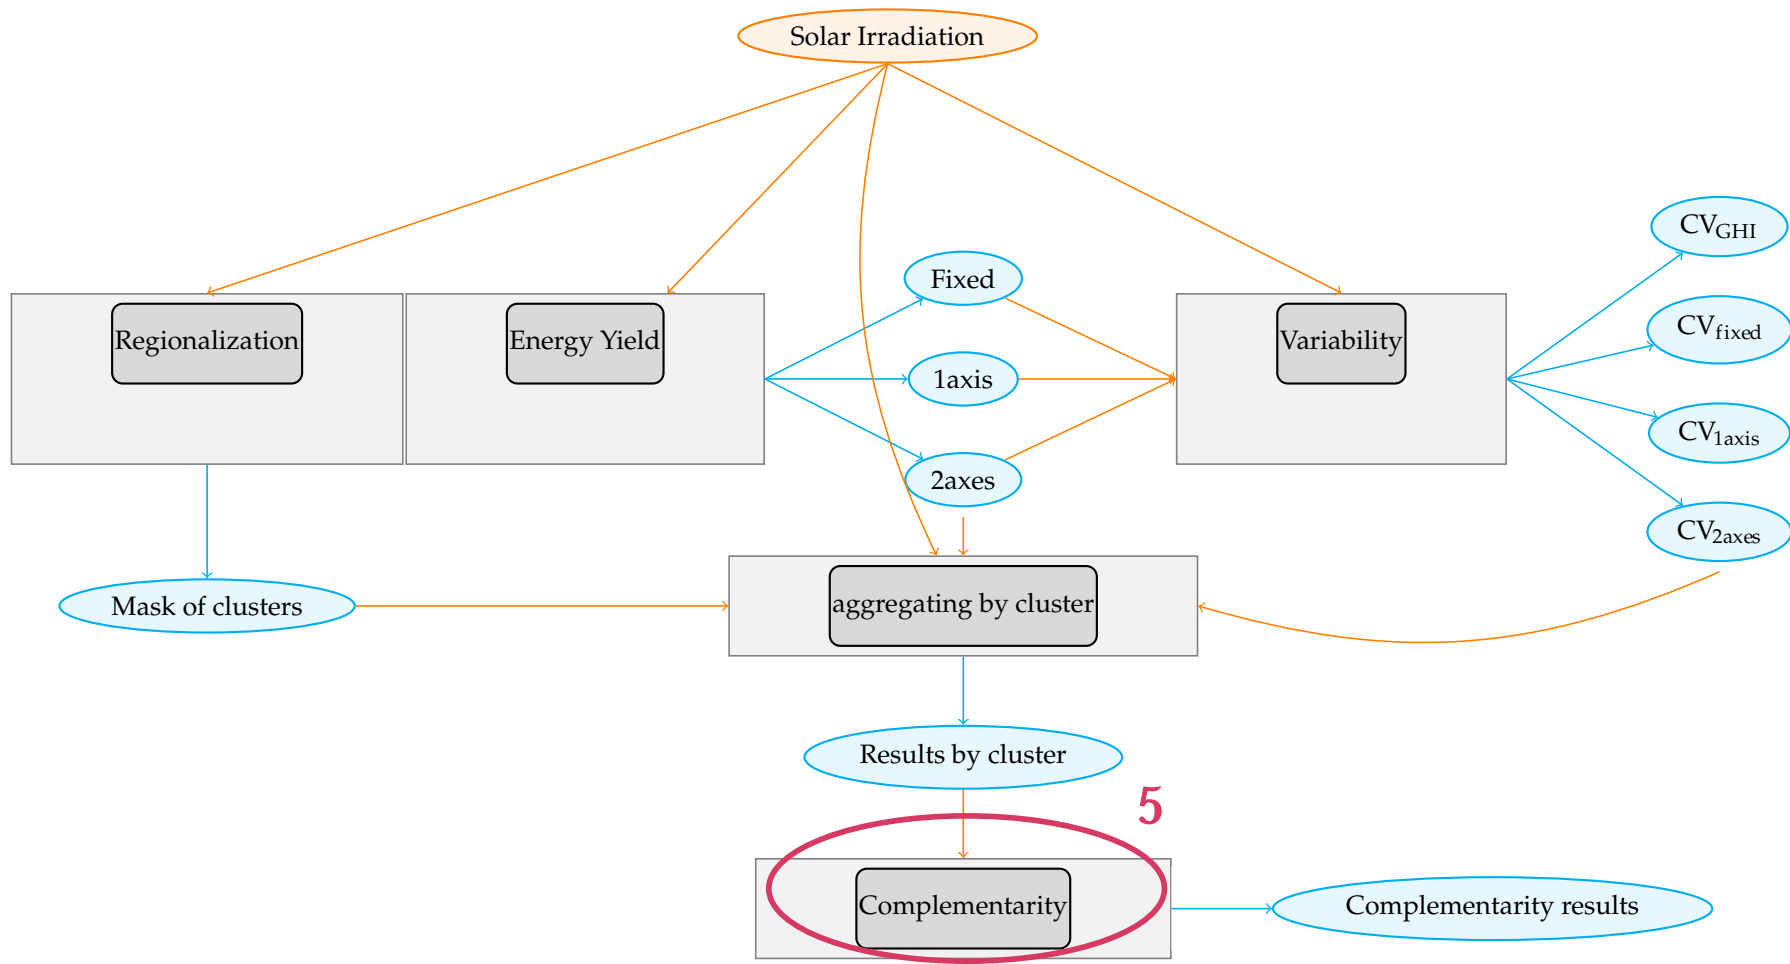 Solar Irradiation
Regionalization
Energy Yield
Fixed
1axis
2axes
Variability
CV_GHI
CV_fixed
CV_1axis
CV_2axes
Mask of clusters
aggregating by cluster
Results by cluster
5
Complementarity
Complementarity results